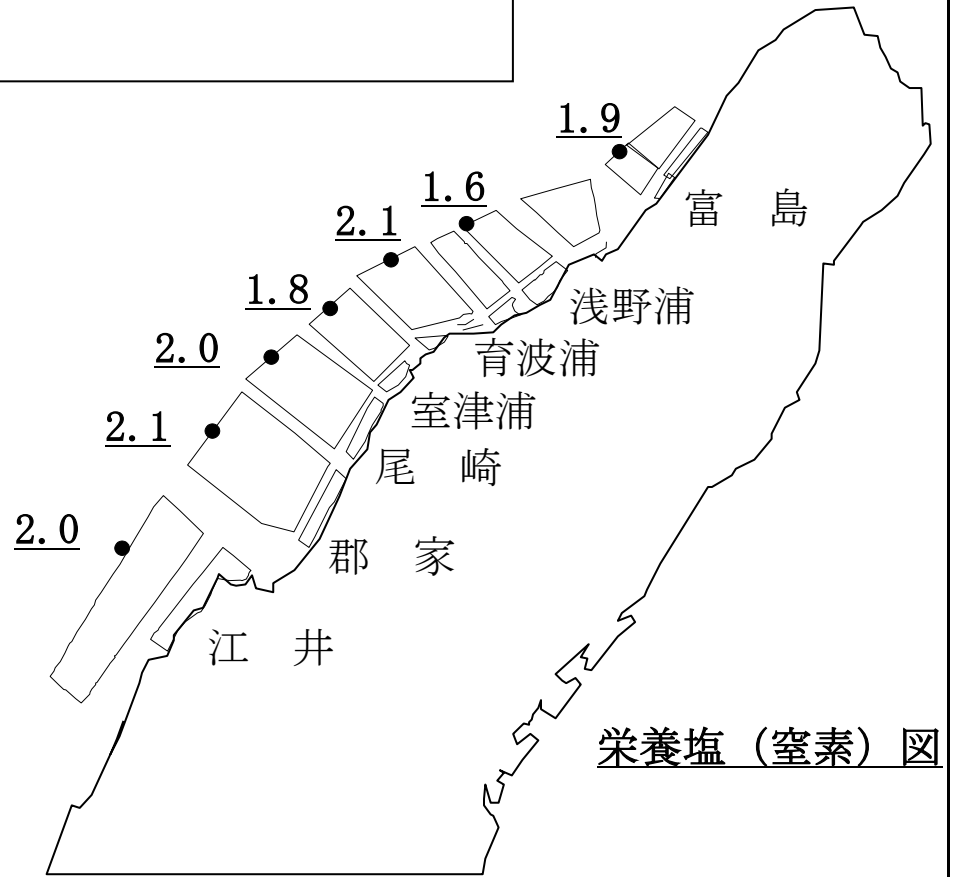 1.9
1.6
富　島
2.1
1.8
浅野浦
2.0
育波浦
室津浦
2.1
尾　崎
2.0
郡　家
江　井
栄養塩（窒素）図